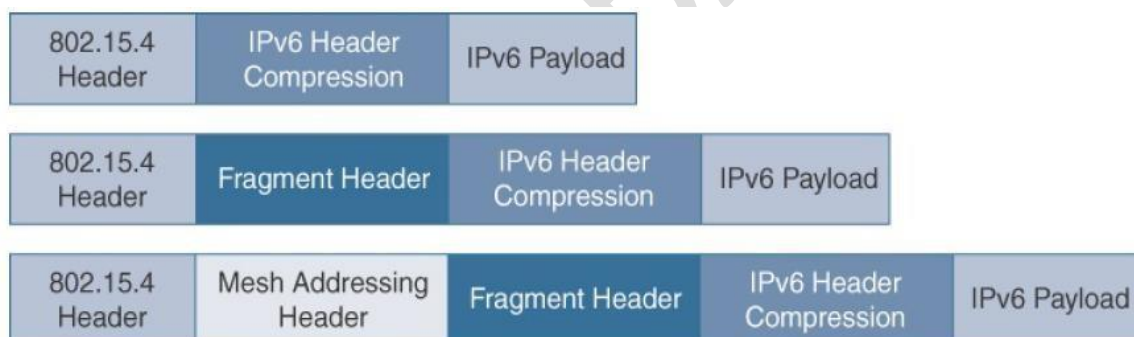 802.15.4
Header
IPv6 Header
Compression
IPv6 Payload
802.15.4
Header
Fragment Header
IPv6 Header
Compression
IPv6 Payload
802.15.4
Header
Mesh Addressing
Header
Fragment Header
IPv6 Header
Compression
IPv6 Payload